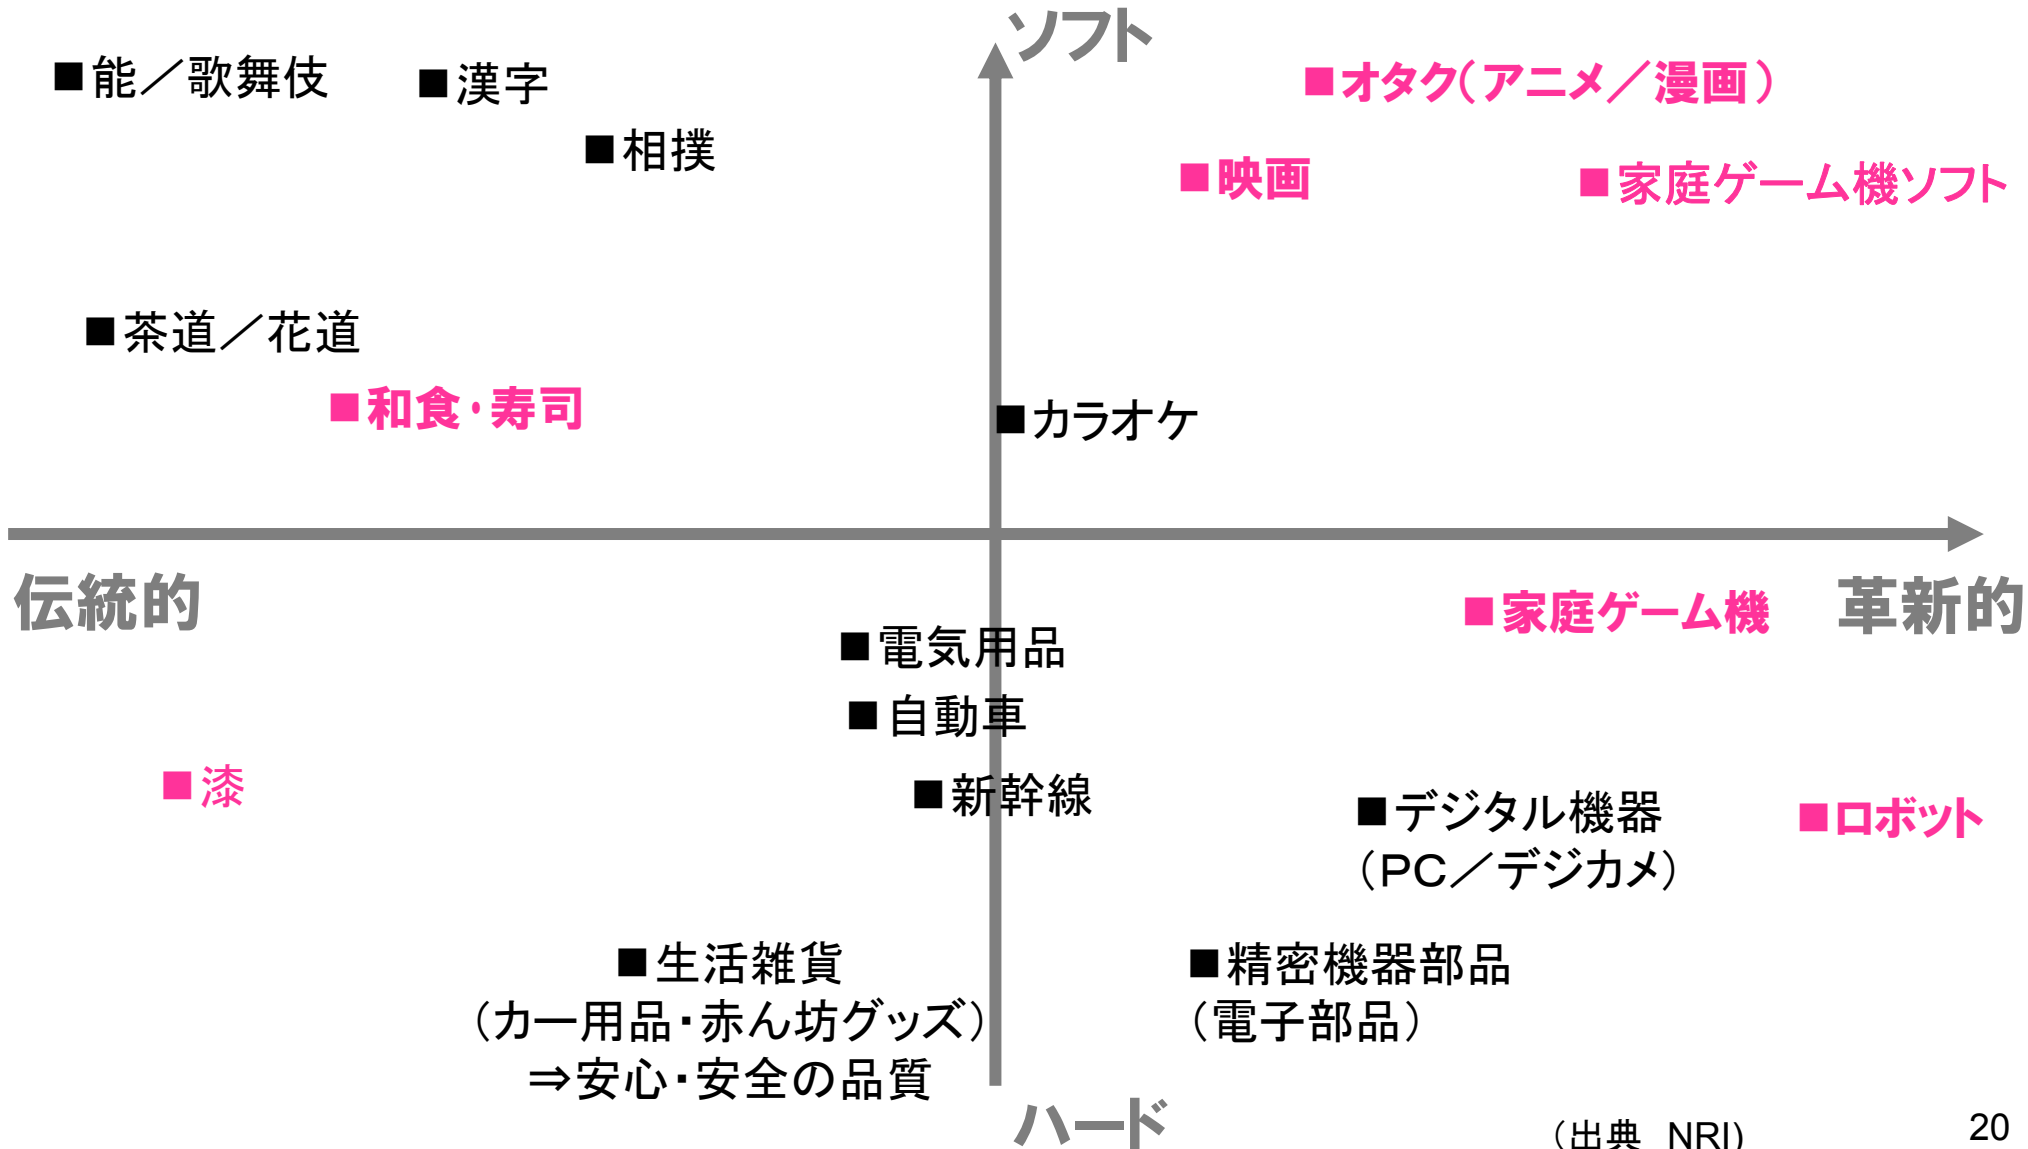 ソフト
■能／歌舞伎
■漢字
■オタク(アニメ／漫画)
■相撲
■映画
■家庭ゲーム機ソフト
■茶道／花道
■和食・寿司
■カラオケ
伝統的
革新的
■家庭ゲーム機
■電気用品
■自動車
■漆
■新幹線
■デジタル機器
（PC／デジカメ）
■ロボット
■生活雑貨
（カー用品・赤ん坊グッズ）
⇒安心・安全の品質
■精密機器部品
（電子部品）
ハード
（出典　NRI)
20